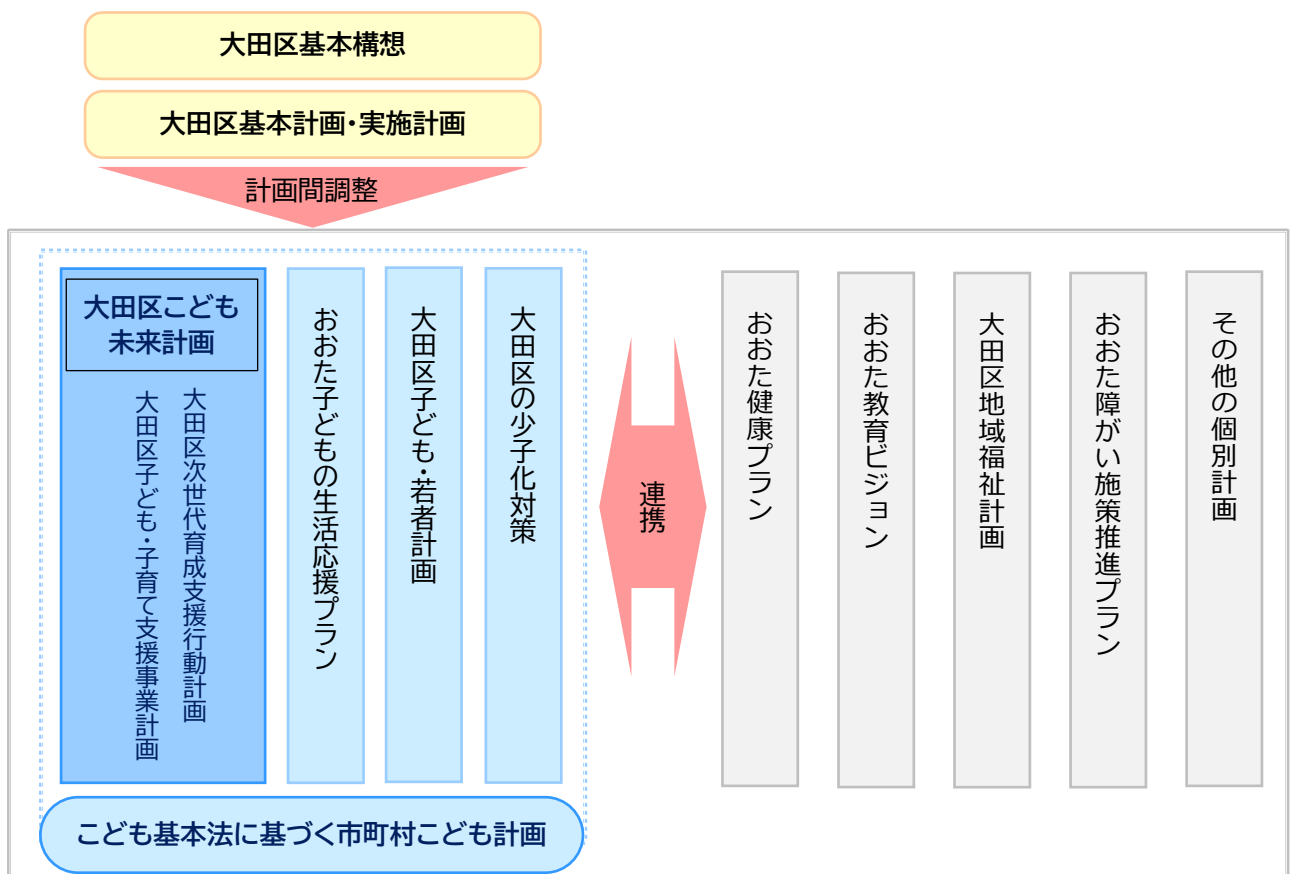 大田区基本構想
大田区基本計画・実施計画
計画間調整
大田区こども
未来計画
大田区次世代育成支援行動計画
大田区子ども・子育て支援事業計画
おおた子どもの生活応援プラン
大田区子ども・若者計画
大田区の少子化対策
こども基本法に基づく市町村こども計画
連携
おおた健康プラン
おおた教育ビジョン
大田区地域福祉計画
おおた障がい施策推進プラン
その他の個別計画